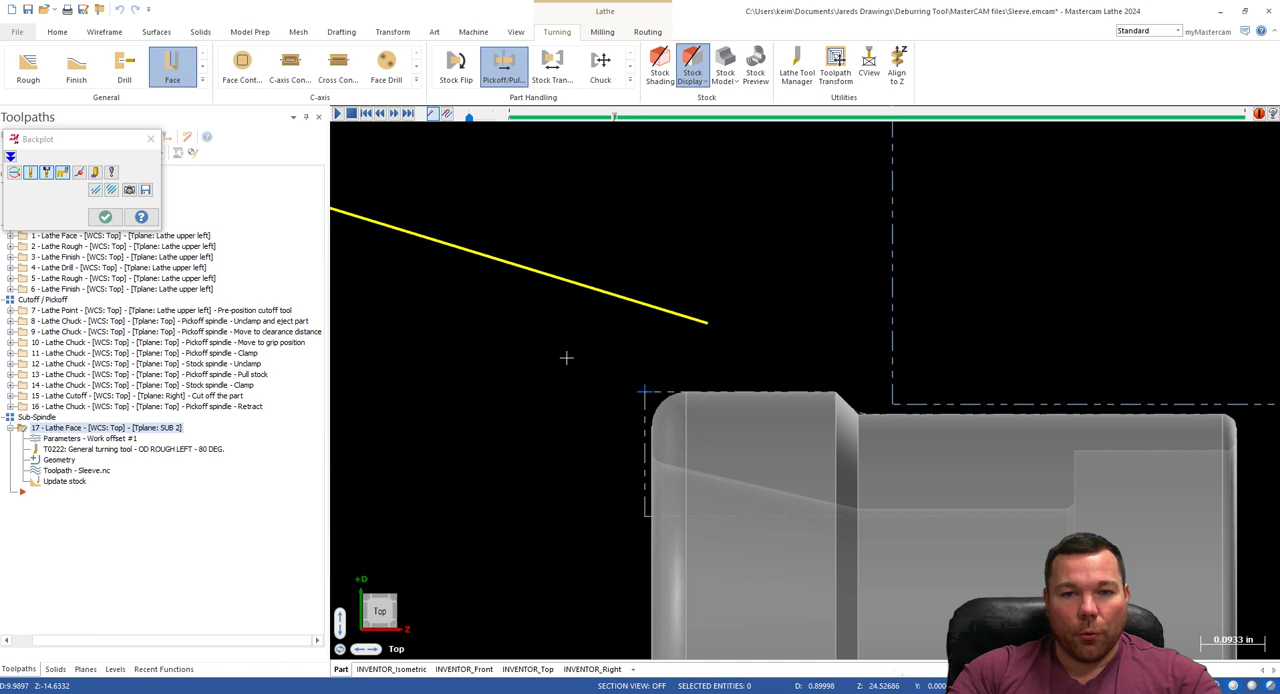 Lathe
C:\Users\keim\Documents\Jareds Drawings\Deburring Tool\MasterCAM files\Sleeve.emcam* - Mastercam Lathe 2024
File Home Wireframe Surfaces Solids Model Prep Mesh Drafting Transform Art Machine View Turning Milling Routing
Standard myMastercam
Rough Finish Drill Face Face Cont... C-axis Con... Cross Con... Face Drill Stock Flip Pickoff/Pul... Stock Tran... Chuck Stock Shading Stock Display Stock Model Stock Preview Lathe Tool Manager Toolpath Transform CView Align to Z
General C-axis Part Handling Stock Utilities
Toolpaths
Backplot
1 - Lathe Face - [WCS: Top] - [Tplane: Lathe upper left]
2 - Lathe Rough - [WCS: Top] - [Tplane: Lathe upper left]
3 - Lathe Finish - [WCS: Top] - [Tplane: Lathe upper left]
4 - Lathe Drill - [WCS: Top] - [Tplane: Lathe upper left]
5 - Lathe Rough - [WCS: Top] - [Tplane: Lathe upper left]
6 - Lathe Finish - [WCS: Top] - [Tplane: Lathe upper left]
Cutoff / Pickoff
7 - Lathe Point - [WCS: Top] - [Tplane: Lathe upper left] - Pre-position cutoff tool
8 - Lathe Chuck - [WCS: Top] - [Tplane: Top] - Pickoff spindle - Unclamp and eject part
9 - Lathe Chuck - [WCS: Top] - [Tplane: Top] - Pickoff spindle - Move to clearance distance
10 - Lathe Chuck - [WCS: Top] - [Tplane: Top] - Pickoff spindle - Move to grip position
11 - Lathe Chuck - [WCS: Top] - [Tplane: Top] - Pickoff spindle - Clamp
12 - Lathe Chuck - [WCS: Top] - [Tplane: Top] - Stock spindle - Unclamp
13 - Lathe Chuck - [WCS: Top] - [Tplane: Top] - Pickoff spindle - Pull stock
14 - Lathe Chuck - [WCS: Top] - [Tplane: Top] - Stock spindle - Clamp
15 - Lathe Cutoff - [WCS: Top] - [Tplane: Right] - Cut off the part
16 - Lathe Chuck - [WCS: Top] - [Tplane: Top] - Pickoff spindle - Retract
Sub-Spindle
17 - Lathe Face - [WCS: Top] - [Tplane: SUB 2]
Parameters - Work offset #1
T0222: General turning tool - OD ROUGH LEFT - 80 DEG.
Geometry
Toolpath - Sleeve.nc
Update stock
+D
Top
Z
Top
0.0933 in
Toolpaths Solids Planes Levels Recent Functions
Part INVENTOR_Isometric INVENTOR_Front INVENTOR_Top INVENTOR_Right +
D:9.9897 Z:-14.6332 SECTION VIEW: OFF SELECTED ENTITIES: 0 D: 0.89998 Z: 24.52686 Y: 0.000